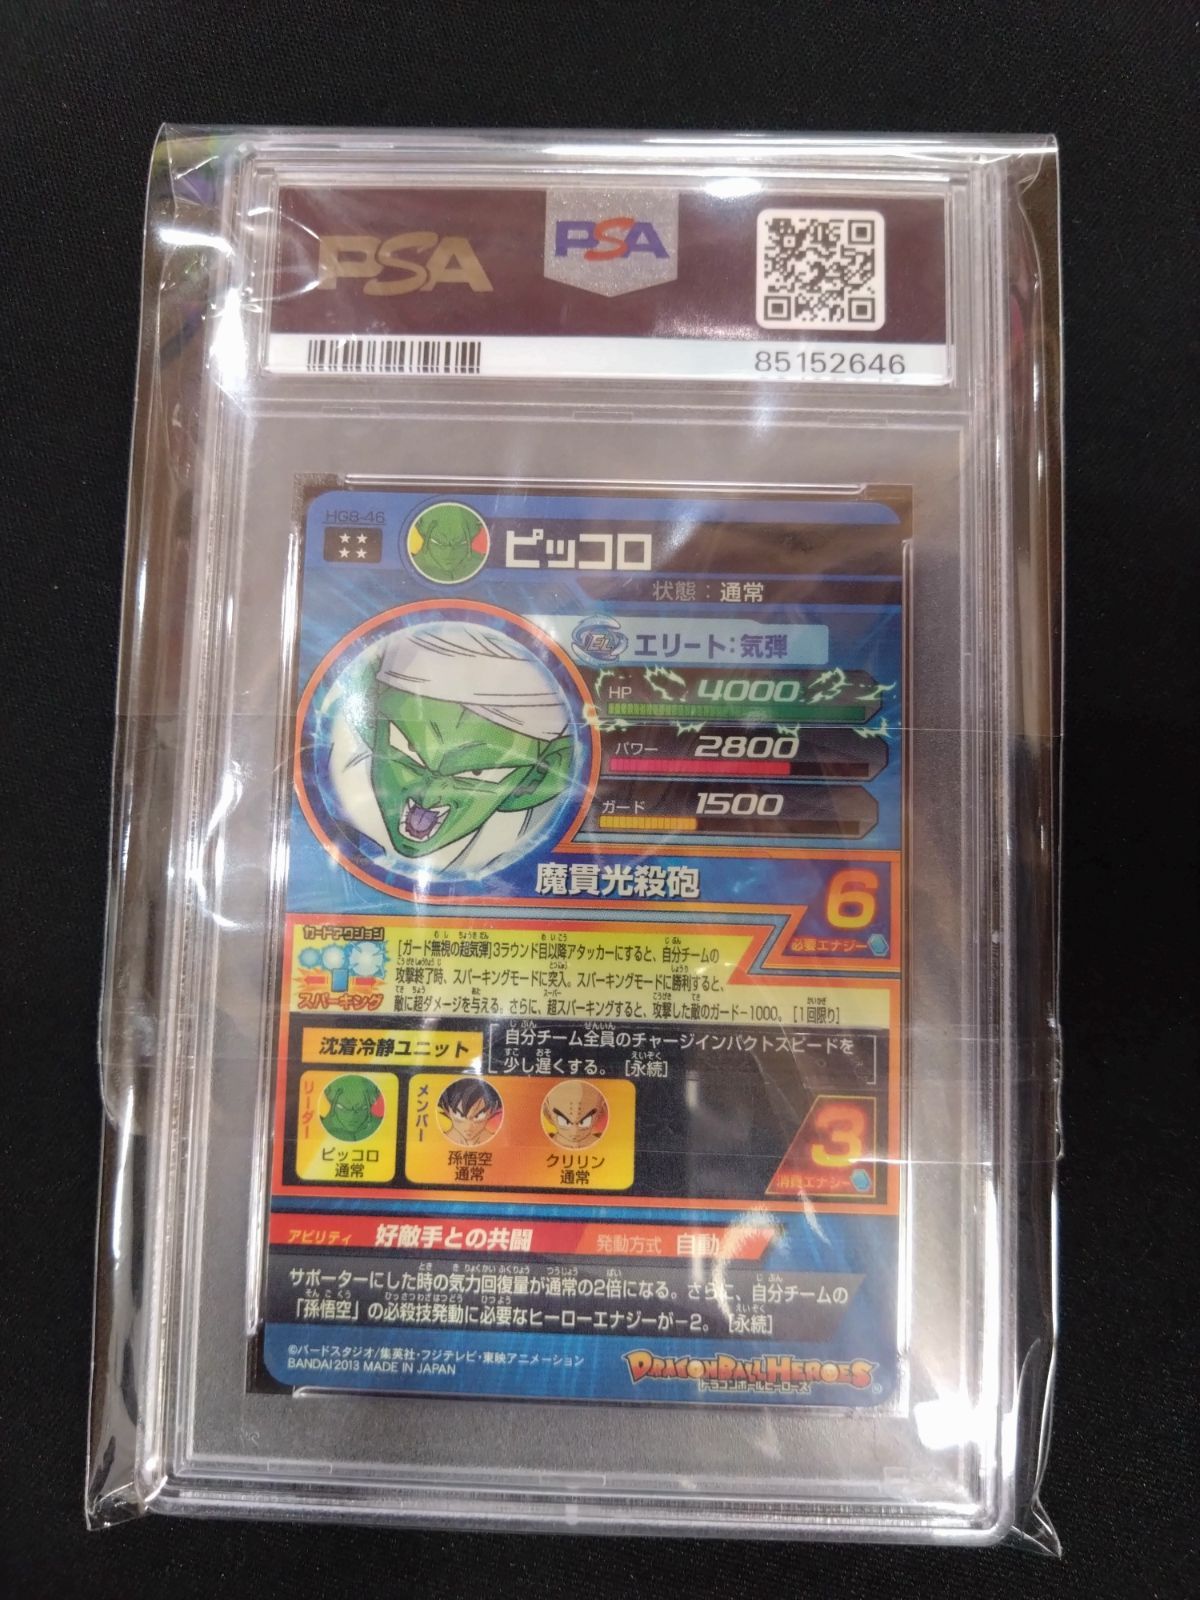 PSA
PSA
85152646
HG8-46
ピッコロ
状態：通常
エリート：気弾
HP 4000
パワー 2800
ガード 1500
魔貫光殺砲
6
必要エナジー
カードアクション
スパーキング
[ガード無視の超気弾]3ラウンド目以降アタッカーにすると、自分チームの
攻撃終了時、スパーキングモードに突入。スパーキングモードに勝利すると、
敵に超ダメージを与える。さらに、超スパーキングすると、攻撃した敵のガード-1000。[1回限り]
沈着冷静ユニット
自分チーム全員のチャージインパクトスピードを
少し遅くする。[永続]
リーダー
ピッコロ
通常
メンバー
孫悟空
通常
クリリン
通常
3
消費エナジー
アビリティ 好敵手との共闘 発動方式 自動
サポーターにした時の気力回復量が通常の2倍になる。さらに、自分チームの
「孫悟空」の必殺技発動に必要なヒーローエナジーが-2。[永続]
©バードスタジオ/集英社・フジテレビ・東映アニメーション
BANDAI 2013 MADE IN JAPAN
DRAGONBALL HEROES
ドラゴンボールヒーローズ